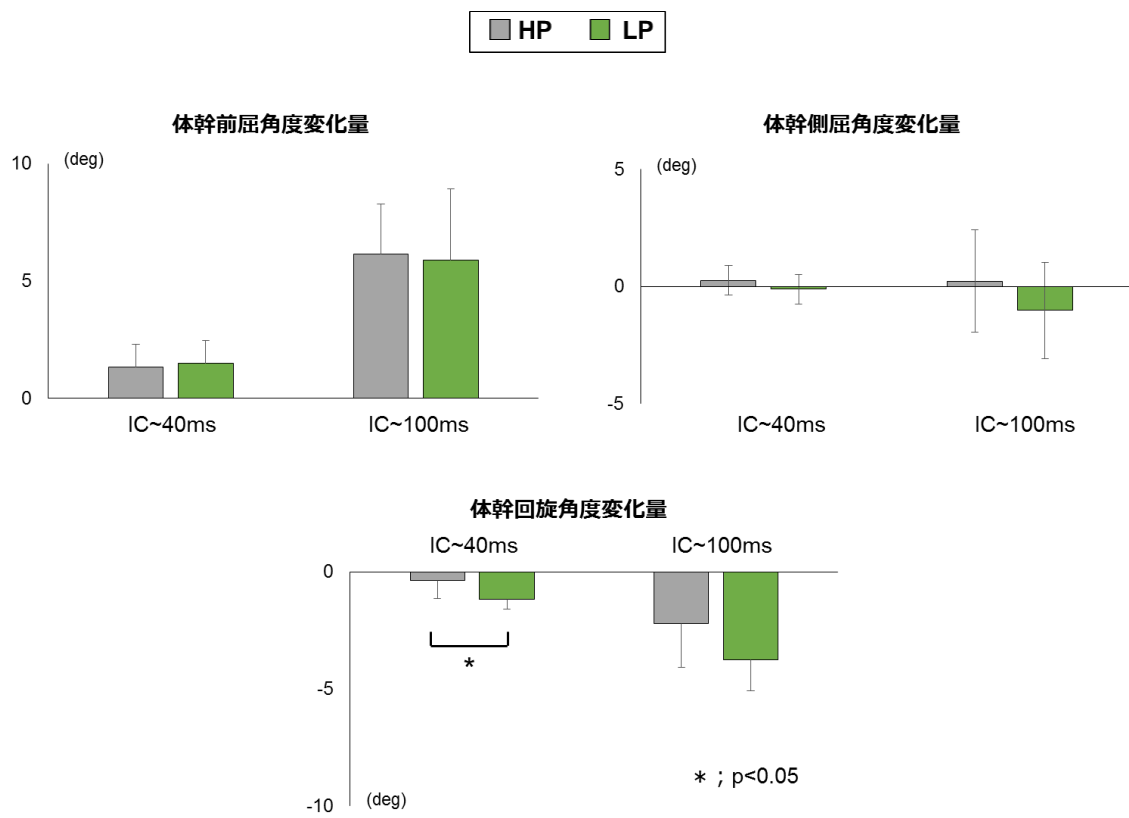 HP LP
体幹前屈角度変化量
(deg)
10
5
0
IC~40ms IC~100ms
体幹側屈角度変化量
(deg)
5
0
-5
IC~40ms IC~100ms
体幹回旋角度変化量
IC~40ms IC~100ms
0
-5
-10
(deg)
*
* ; p<0.05